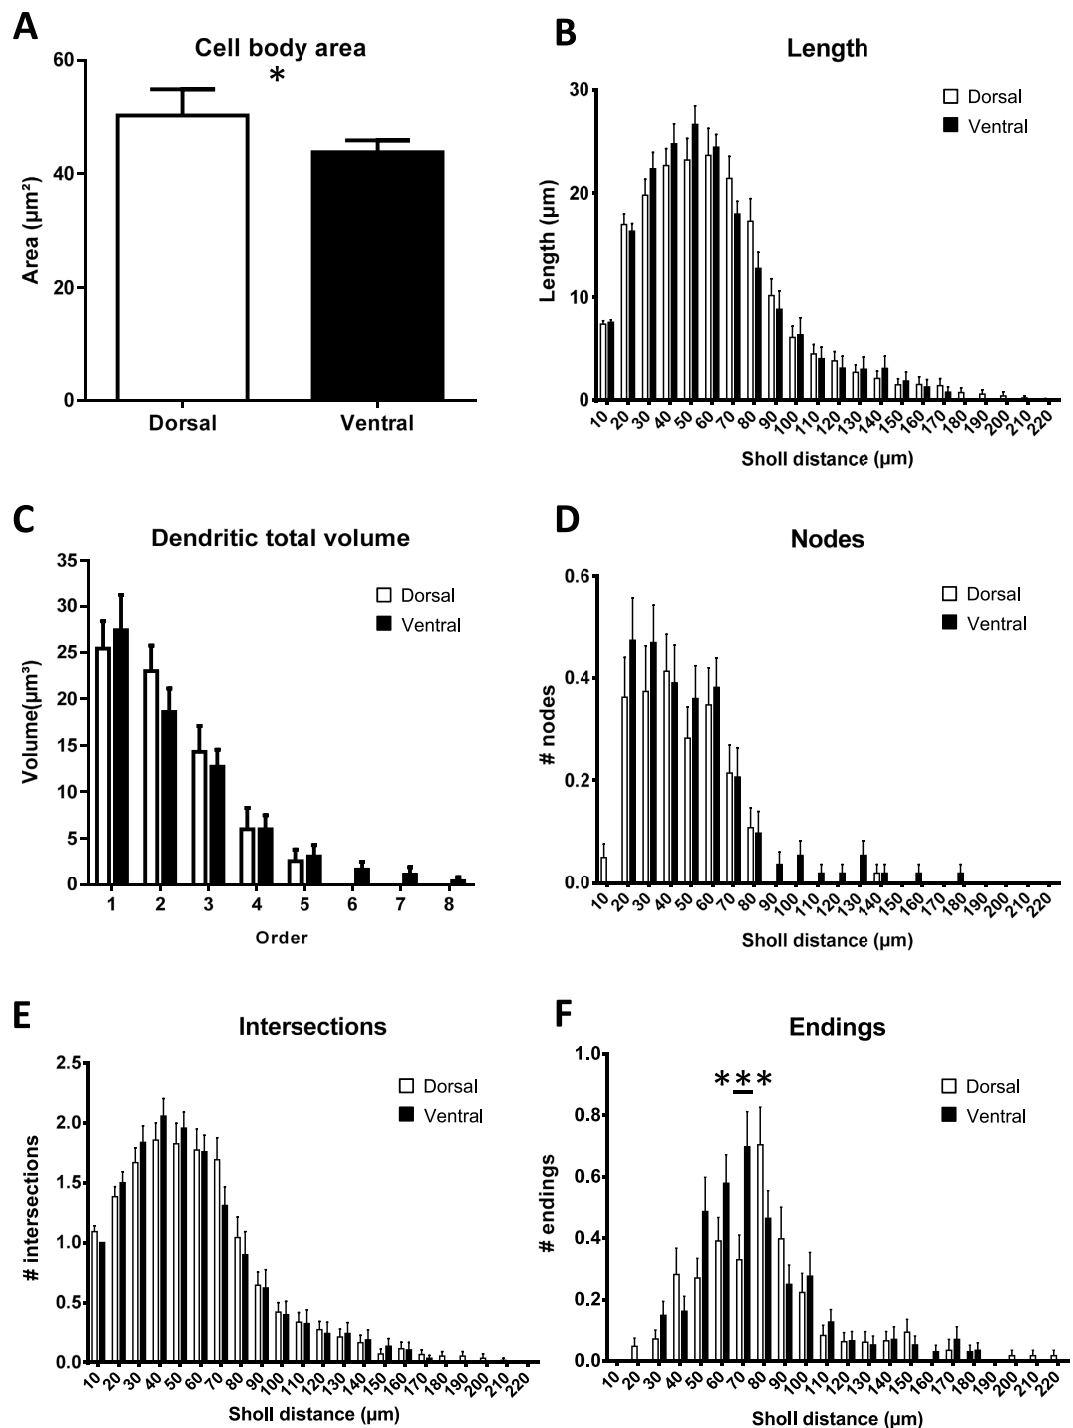 A
Cell body area
*
Area (µm²)
60
40
20
0
Dorsal
Ventral
B
Length
Dorsal
Ventral
Length (µm)
30
20
10
0
10 20 30 40 50 60 70 80 90 100 110 120 130 140 150 160 170 180 190 200 210 220
Sholl distance (µm)
C
Dendritic total volume
Dorsal
Ventral
Volume(µm³)
35
30
25
20
15
10
5
0
1 2 3 4 5 6 7 8
Order
D
Nodes
Dorsal
Ventral
# nodes
0.6
0.4
0.2
0.0
10 20 30 40 50 60 70 80 90 100 110 120 130 140 150 160 170 180 190 200 210 220
Sholl distance (µm)
E
Intersections
Dorsal
Ventral
# intersections
2.5
2.0
1.5
1.0
0.5
0.0
10 20 30 40 50 60 70 80 90 100 110 120 130 140 150 160 170 180 190 200 210 220
Sholl distance (µm)
F
Endings
***
Dorsal
Ventral
# endings
1.0
0.8
0.6
0.4
0.2
0.0
10 20 30 40 50 60 70 80 90 100 110 120 130 140 150 160 170 180 190 200 210 220
Sholl distance (µm)